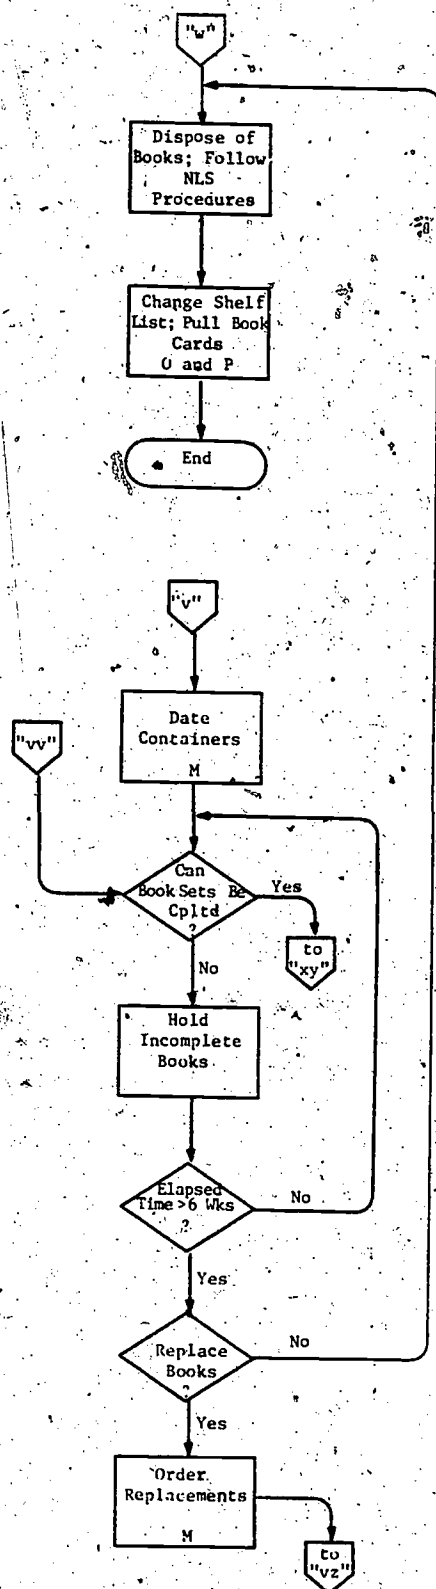 "w"
Dispose of
Books; Follow
NLS
Procedures
Change Shelf
List; Pull Book
Cards
O and P
End
"v"
Date
Containers
M
"vv"
Can
Book Sets Be
Cpltd
?
Yes
to
"xy"
No
Hold
Incomplete
Books
Elapsed
Time >6 Wks
?
No
Yes
Replace
Books
?
No
Yes
Order
Replacements
M
to
"vz"